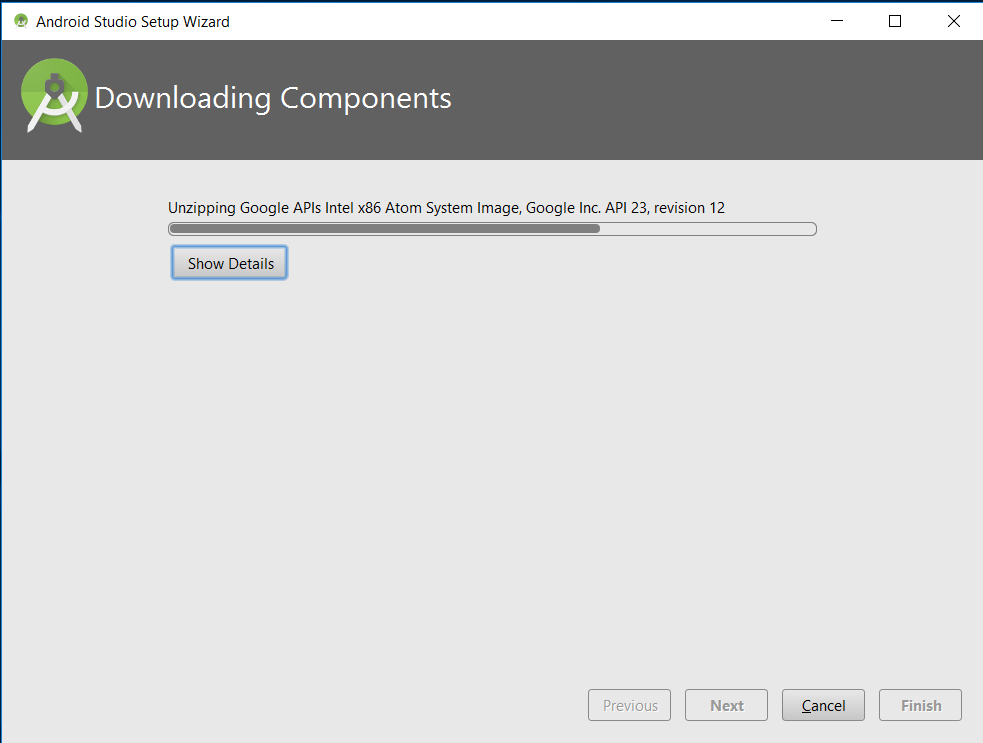 Android Studio Setup Wizard
Downloading Components
Unzipping Google APIs Intel x86 Atom System Image, Google Inc. API 23, revision 12
Show Details
Previous Next Cancel Finish